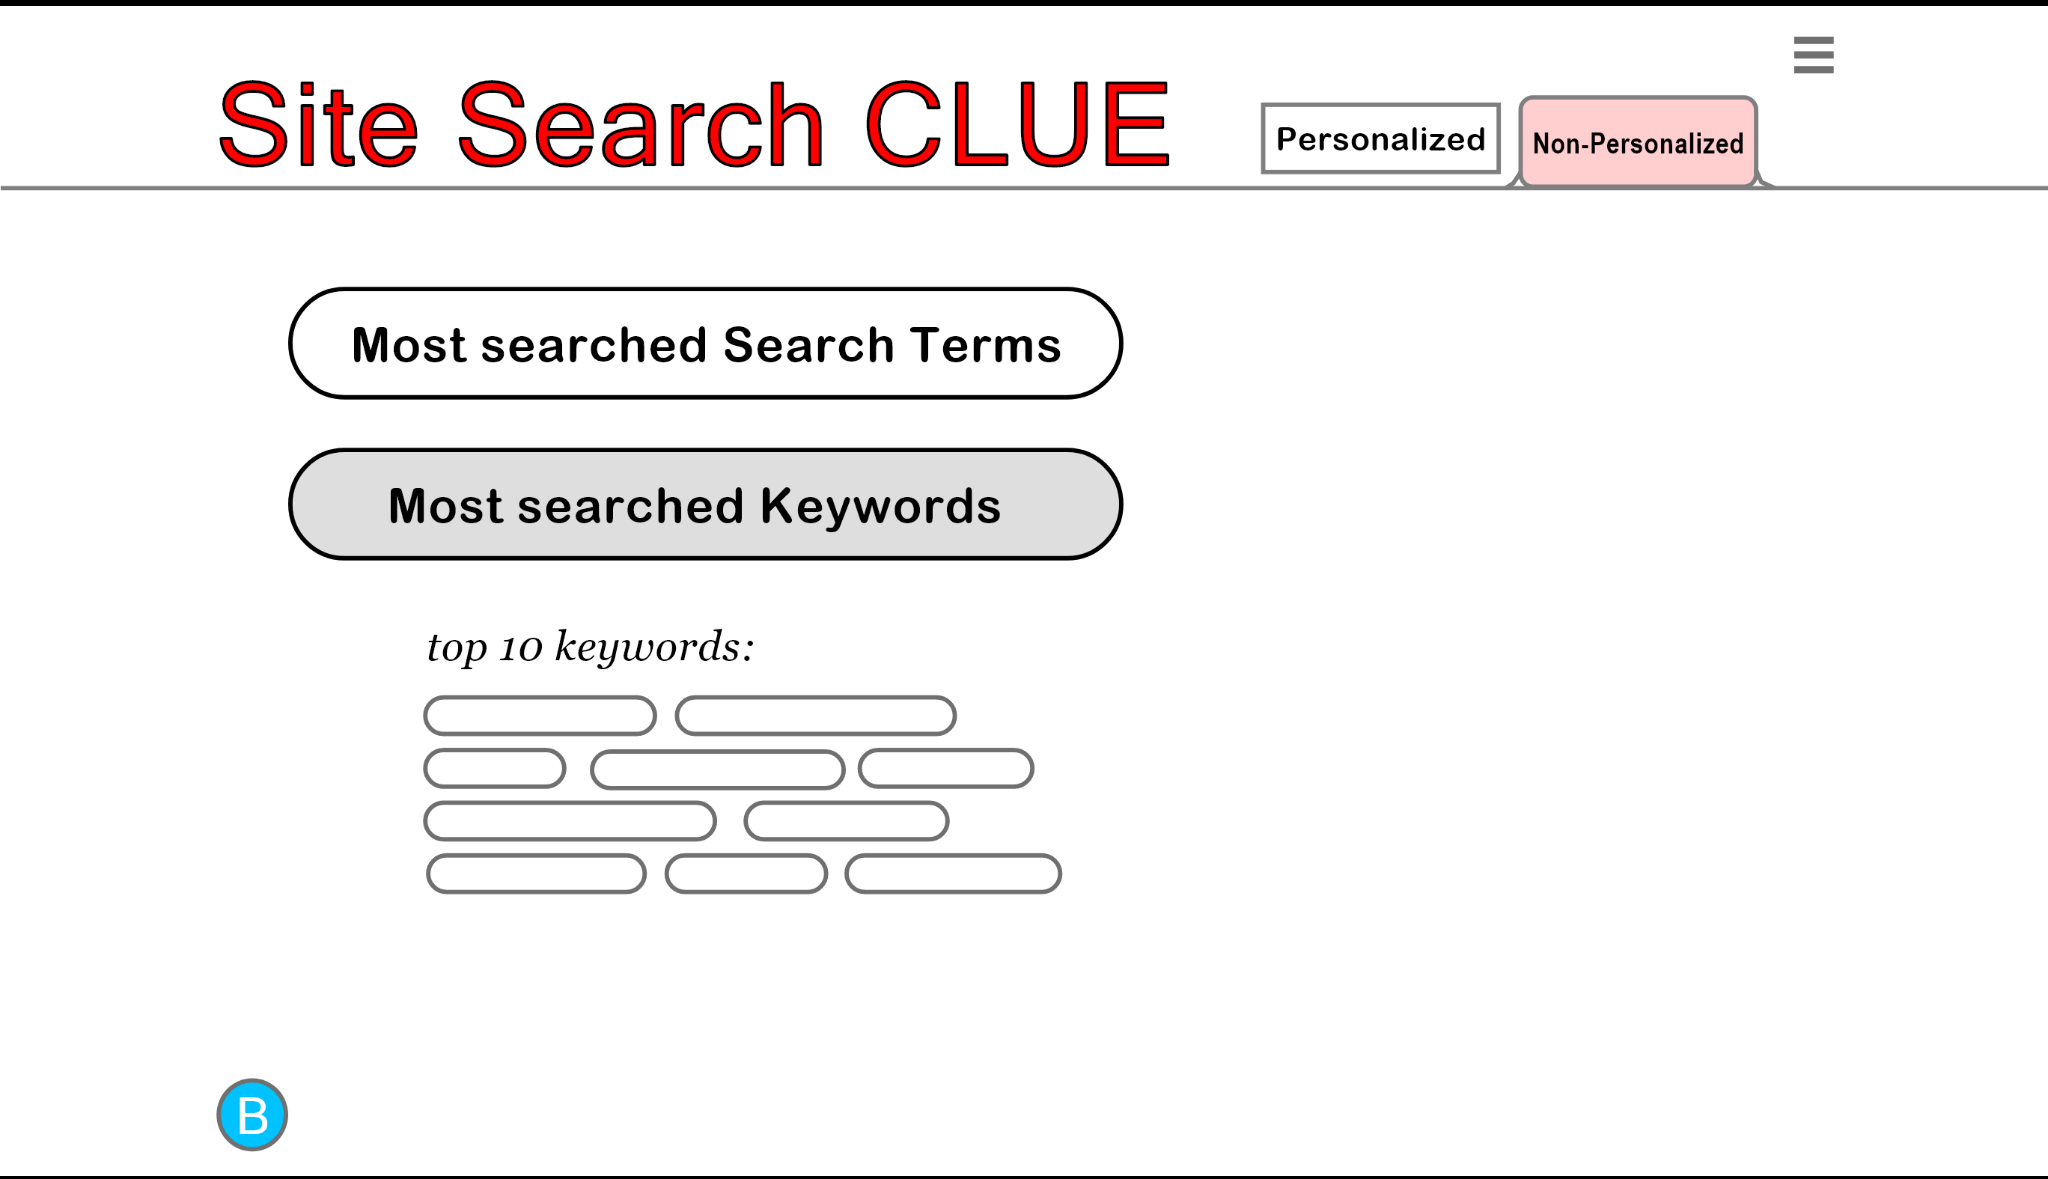 Site Search CLUE
Personalized
Non-Personalized
Most searched Search Terms
Most searched Keywords
top 10 keywords:
B